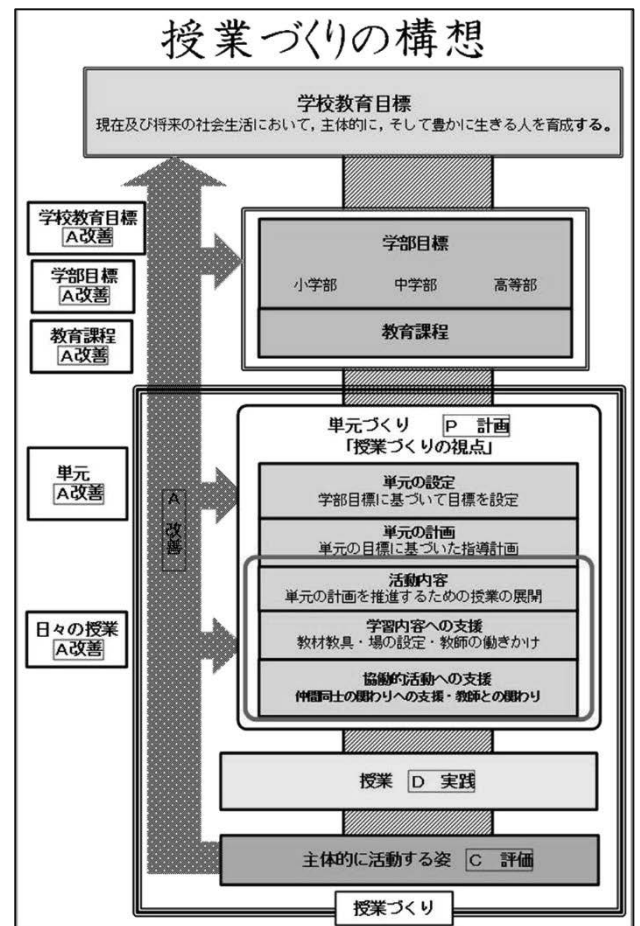 授業づくりの構想
学校教育目標
現在及び将来の社会生活において，主体的に，そして豊かに生きる人を育成する。
学校教育目標
A改善
学部目標
A改善
教育課程
A改善
学部目標
小学部 中学部 高等部
教育課程
単元づくり P 計画
「授業づくりの視点」
単元
A改善
A 改善
単元の設定
学部目標に基づいて目標を設定
単元の計画
単元の目標に基づいた指導計画
活動内容
単元の計画を推進するための授業の展開
日々の授業
A改善
学習内容への支援
教材教具・場の設定・教師の働きかけ
協働的活動への支援
仲間同士の関わりへの支援・教師との関わり
授業 D 実践
主体的に活動する姿 C 評価
授業づくり